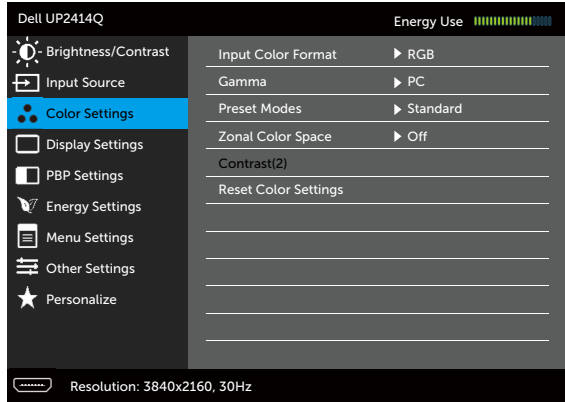 Dell UP2414Q
Energy Use
Brightness/Contrast
Input Source
Color Settings
Display Settings
PBP Settings
Energy Settings
Menu Settings
Other Settings
Personalize
Input Color Format RGB
Gamma PC
Preset Modes Standard
Zonal Color Space Off
Contrast(2)
Reset Color Settings
Resolution: 3840x2160, 30Hz